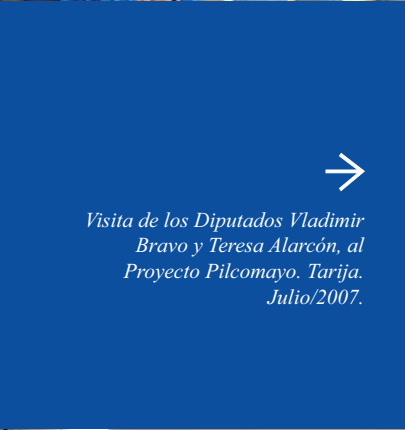 Visita de los Diputados Vladimir
Bravo y Teresa Alarcón, al
Proyecto Pilcomayo. Tarija.
Julio/2007.